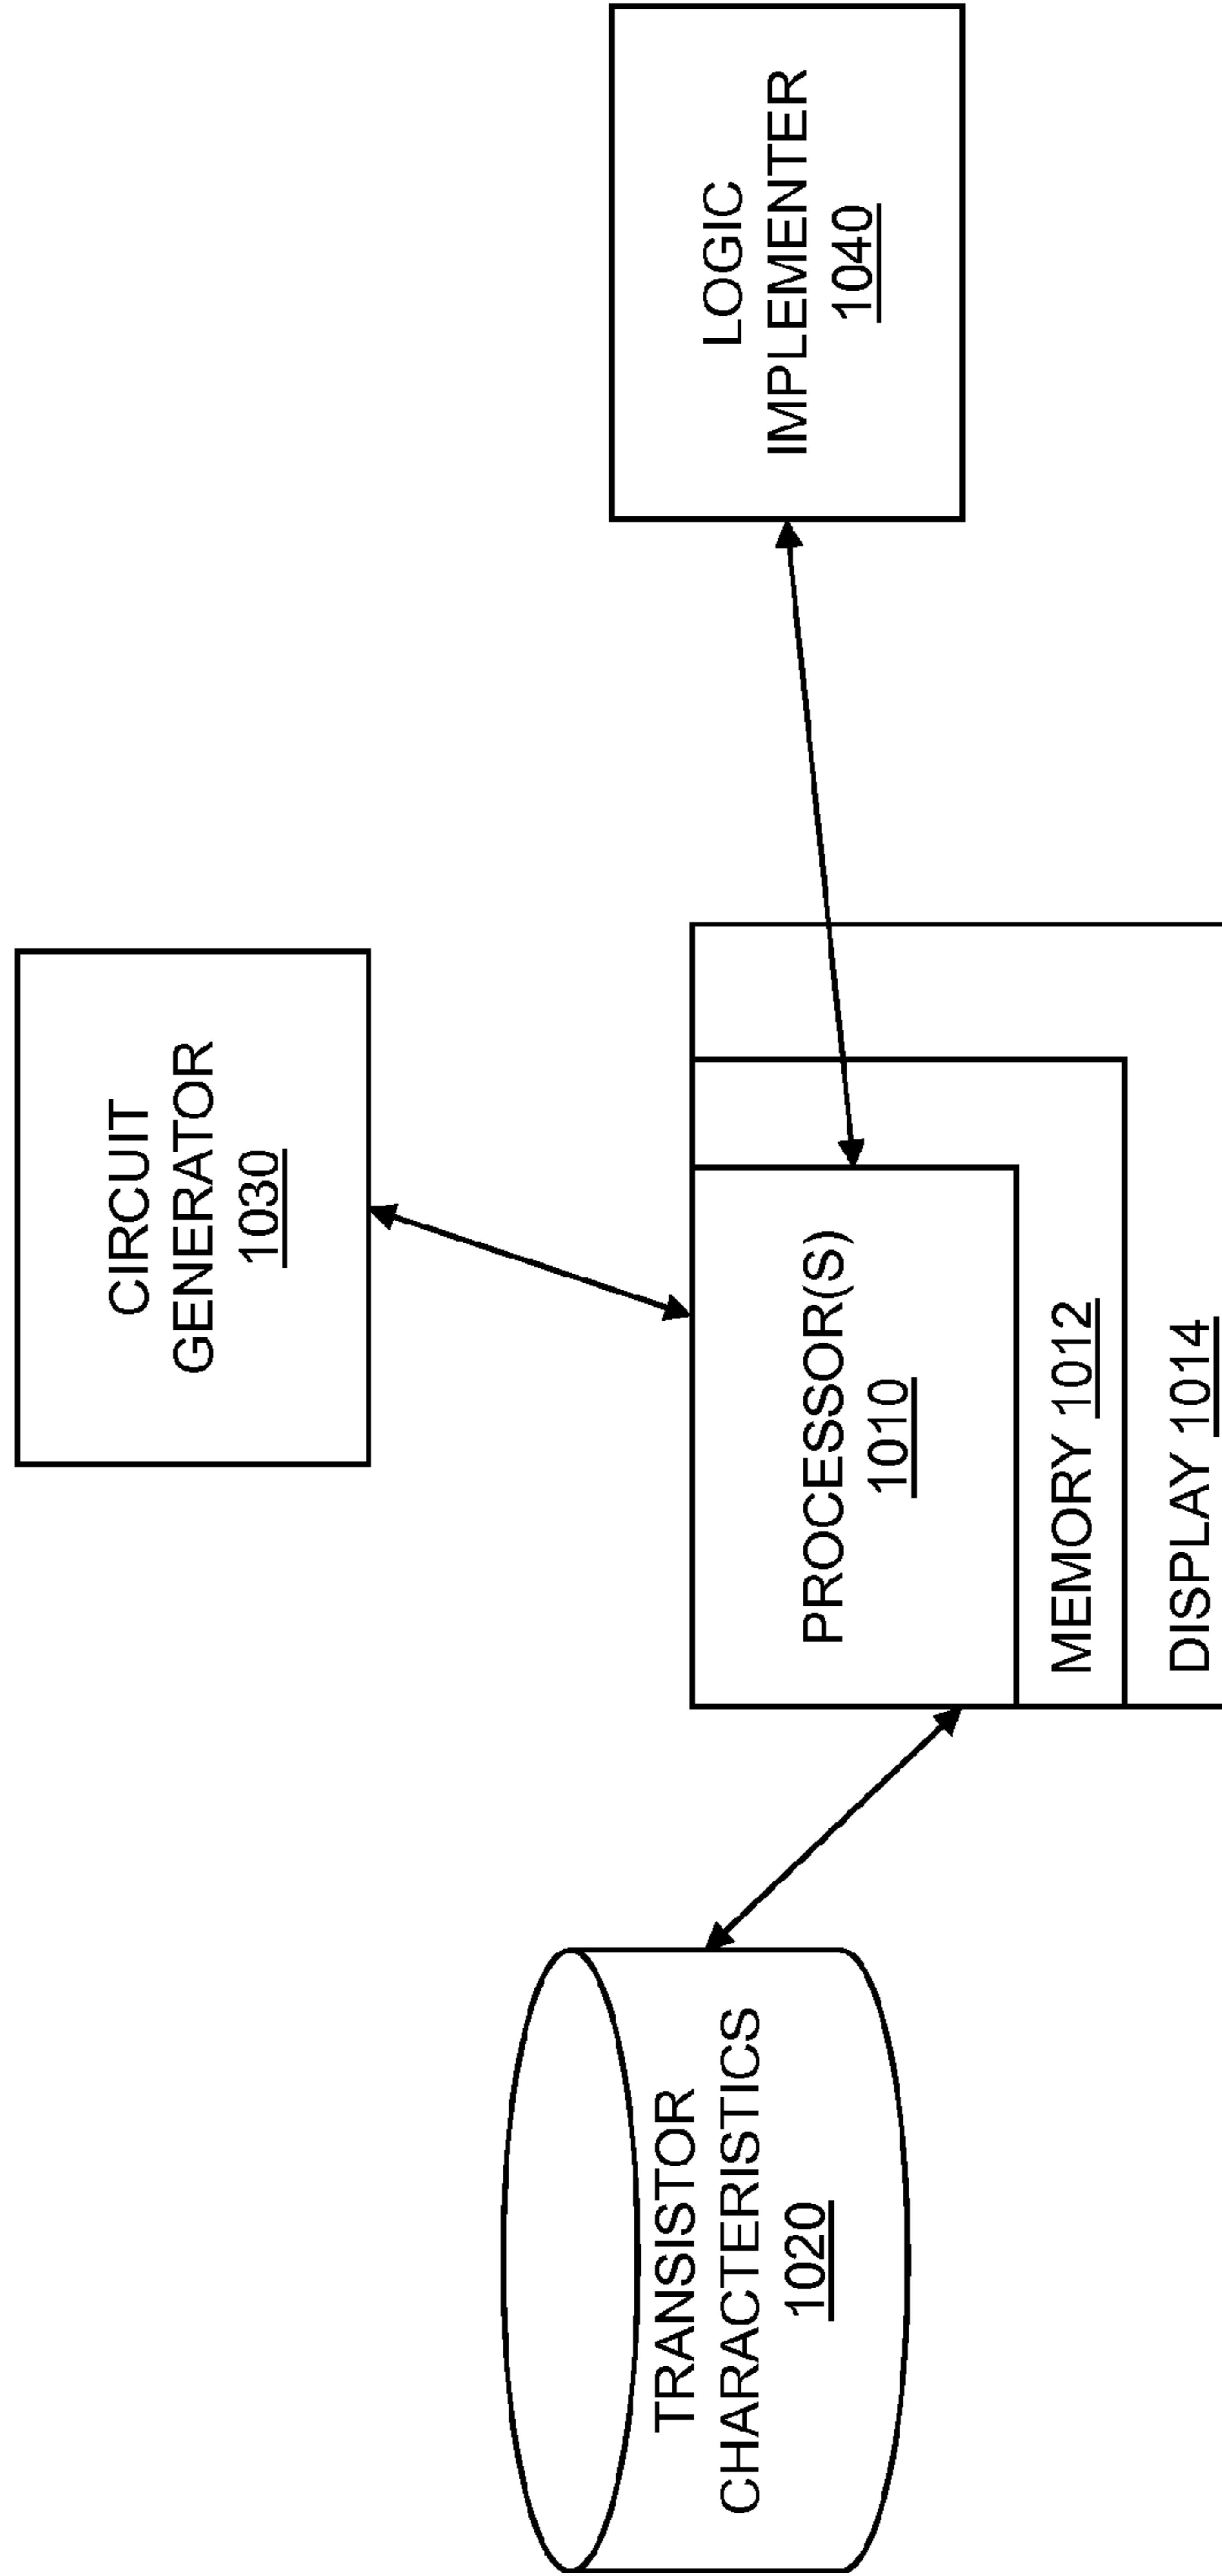 TRANSISTOR
CHARACTERISTICS
1020
CIRCUIT
GENERATOR
1030
PROCESSOR(S)
1010
MEMORY 1012
DISPLAY 1014
LOGIC
IMPLEMENTER
1040